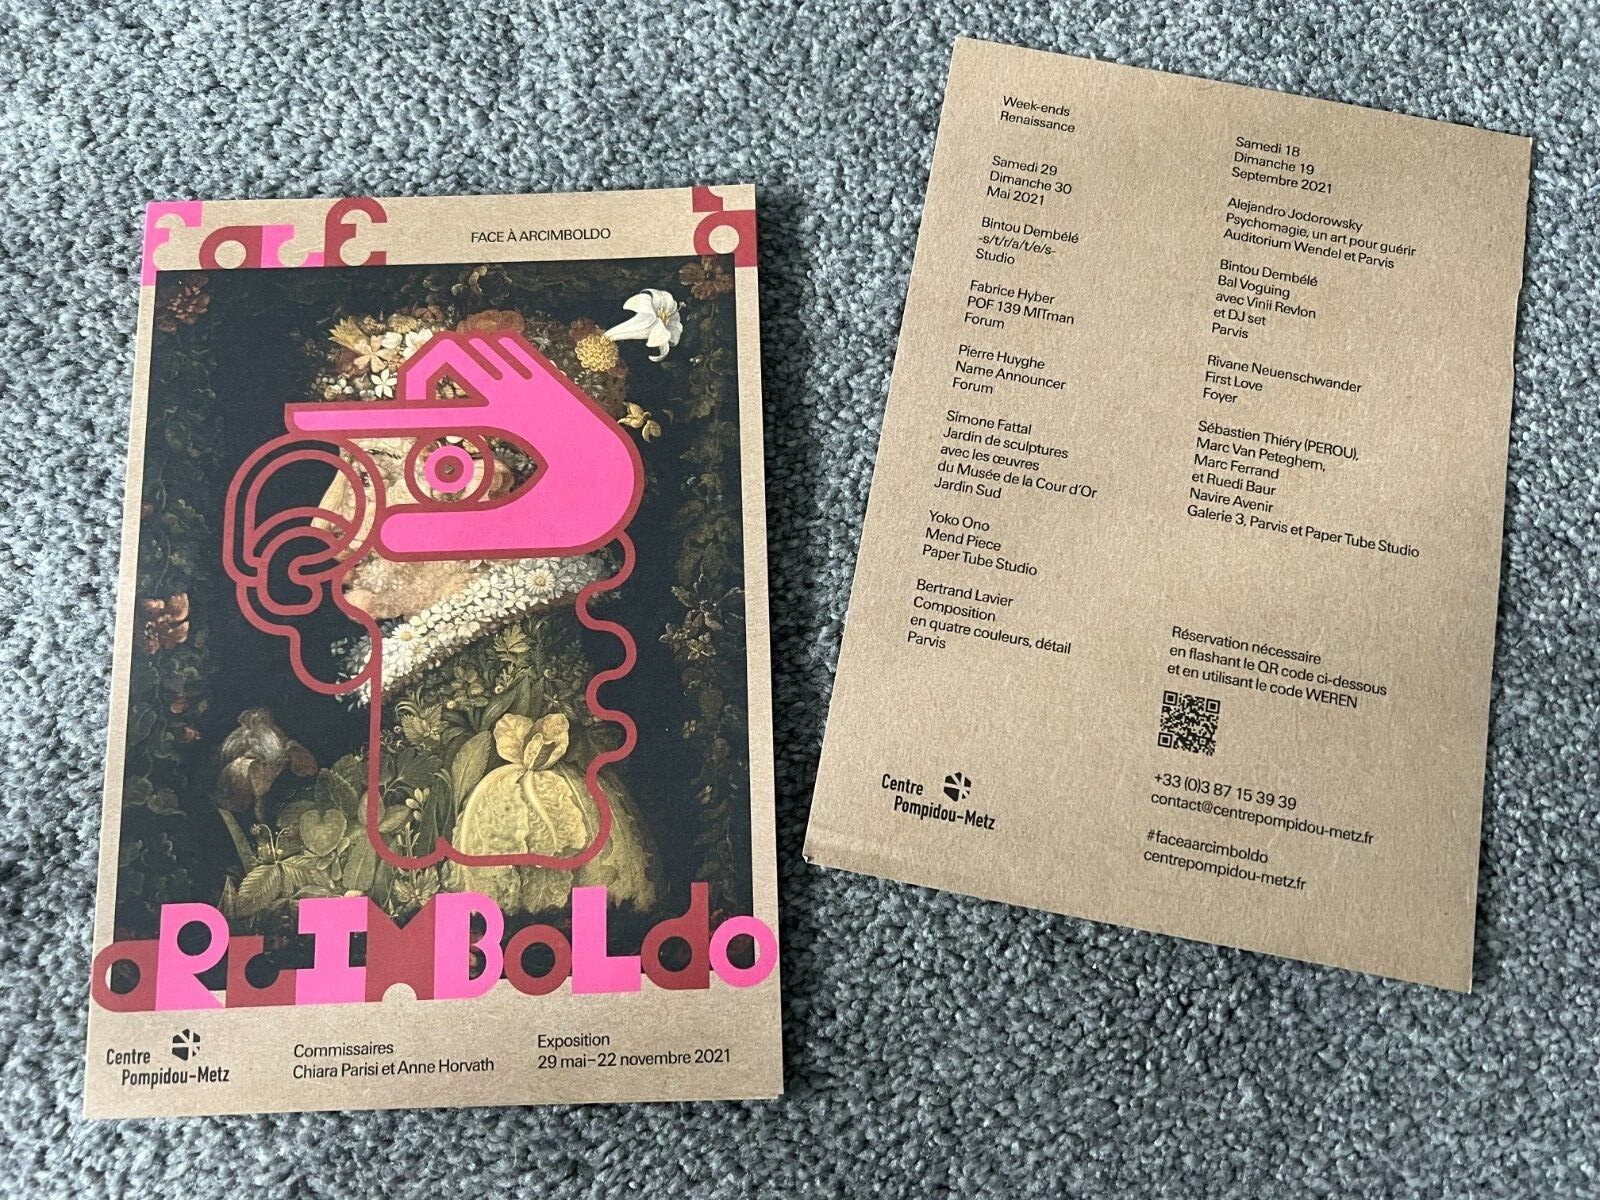 Face à
FACE À ARCIMBOLDO
aRcIMBoLdo
Centre
Pompidou-Metz
Commissaires
Chiara Parisi et Anne Horvath
Exposition
29 mai–22 novembre 2021
Week-ends
Renaissance
Samedi 29
Dimanche 30
Mai 2021
Bintou Dembélé
-s/t/r/a/t/e/s-
Studio
Fabrice Hyber
POF 139 MITman
Forum
Pierre Huyghe
Name Announcer
Forum
Simone Fattal
Jardin de sculptures
avec les œuvres
du Musée de la Cour d'Or
Jardin Sud
Yoko Ono
Mend Piece
Paper Tube Studio
Bertrand Lavier
Composition
en quatre couleurs, détail
Parvis
Samedi 18
Dimanche 19
Septembre 2021
Alejandro Jodorowsky
Psychomagie, un art pour guérir
Auditorium Wendel et Parvis
Bintou Dembélé
Bal Voguing
avec Vinii Revlon
et DJ set
Parvis
Rivane Neuenschwander
First Love
Foyer
Sébastien Thiéry (PEROU),
Marc Van Peteghem,
Marc Ferrand
et Ruedi Baur
Navire Avenir
Galerie 3, Parvis et Paper Tube Studio
Réservation nécessaire
en flashant le QR code ci-dessous
et en utilisant le code WEREN
+33 (0)3 87 15 39 39
contact@centrepompidou-metz.fr
#faceaarcimboldo
centrepompidou-metz.fr
Centre
Pompidou-Metz